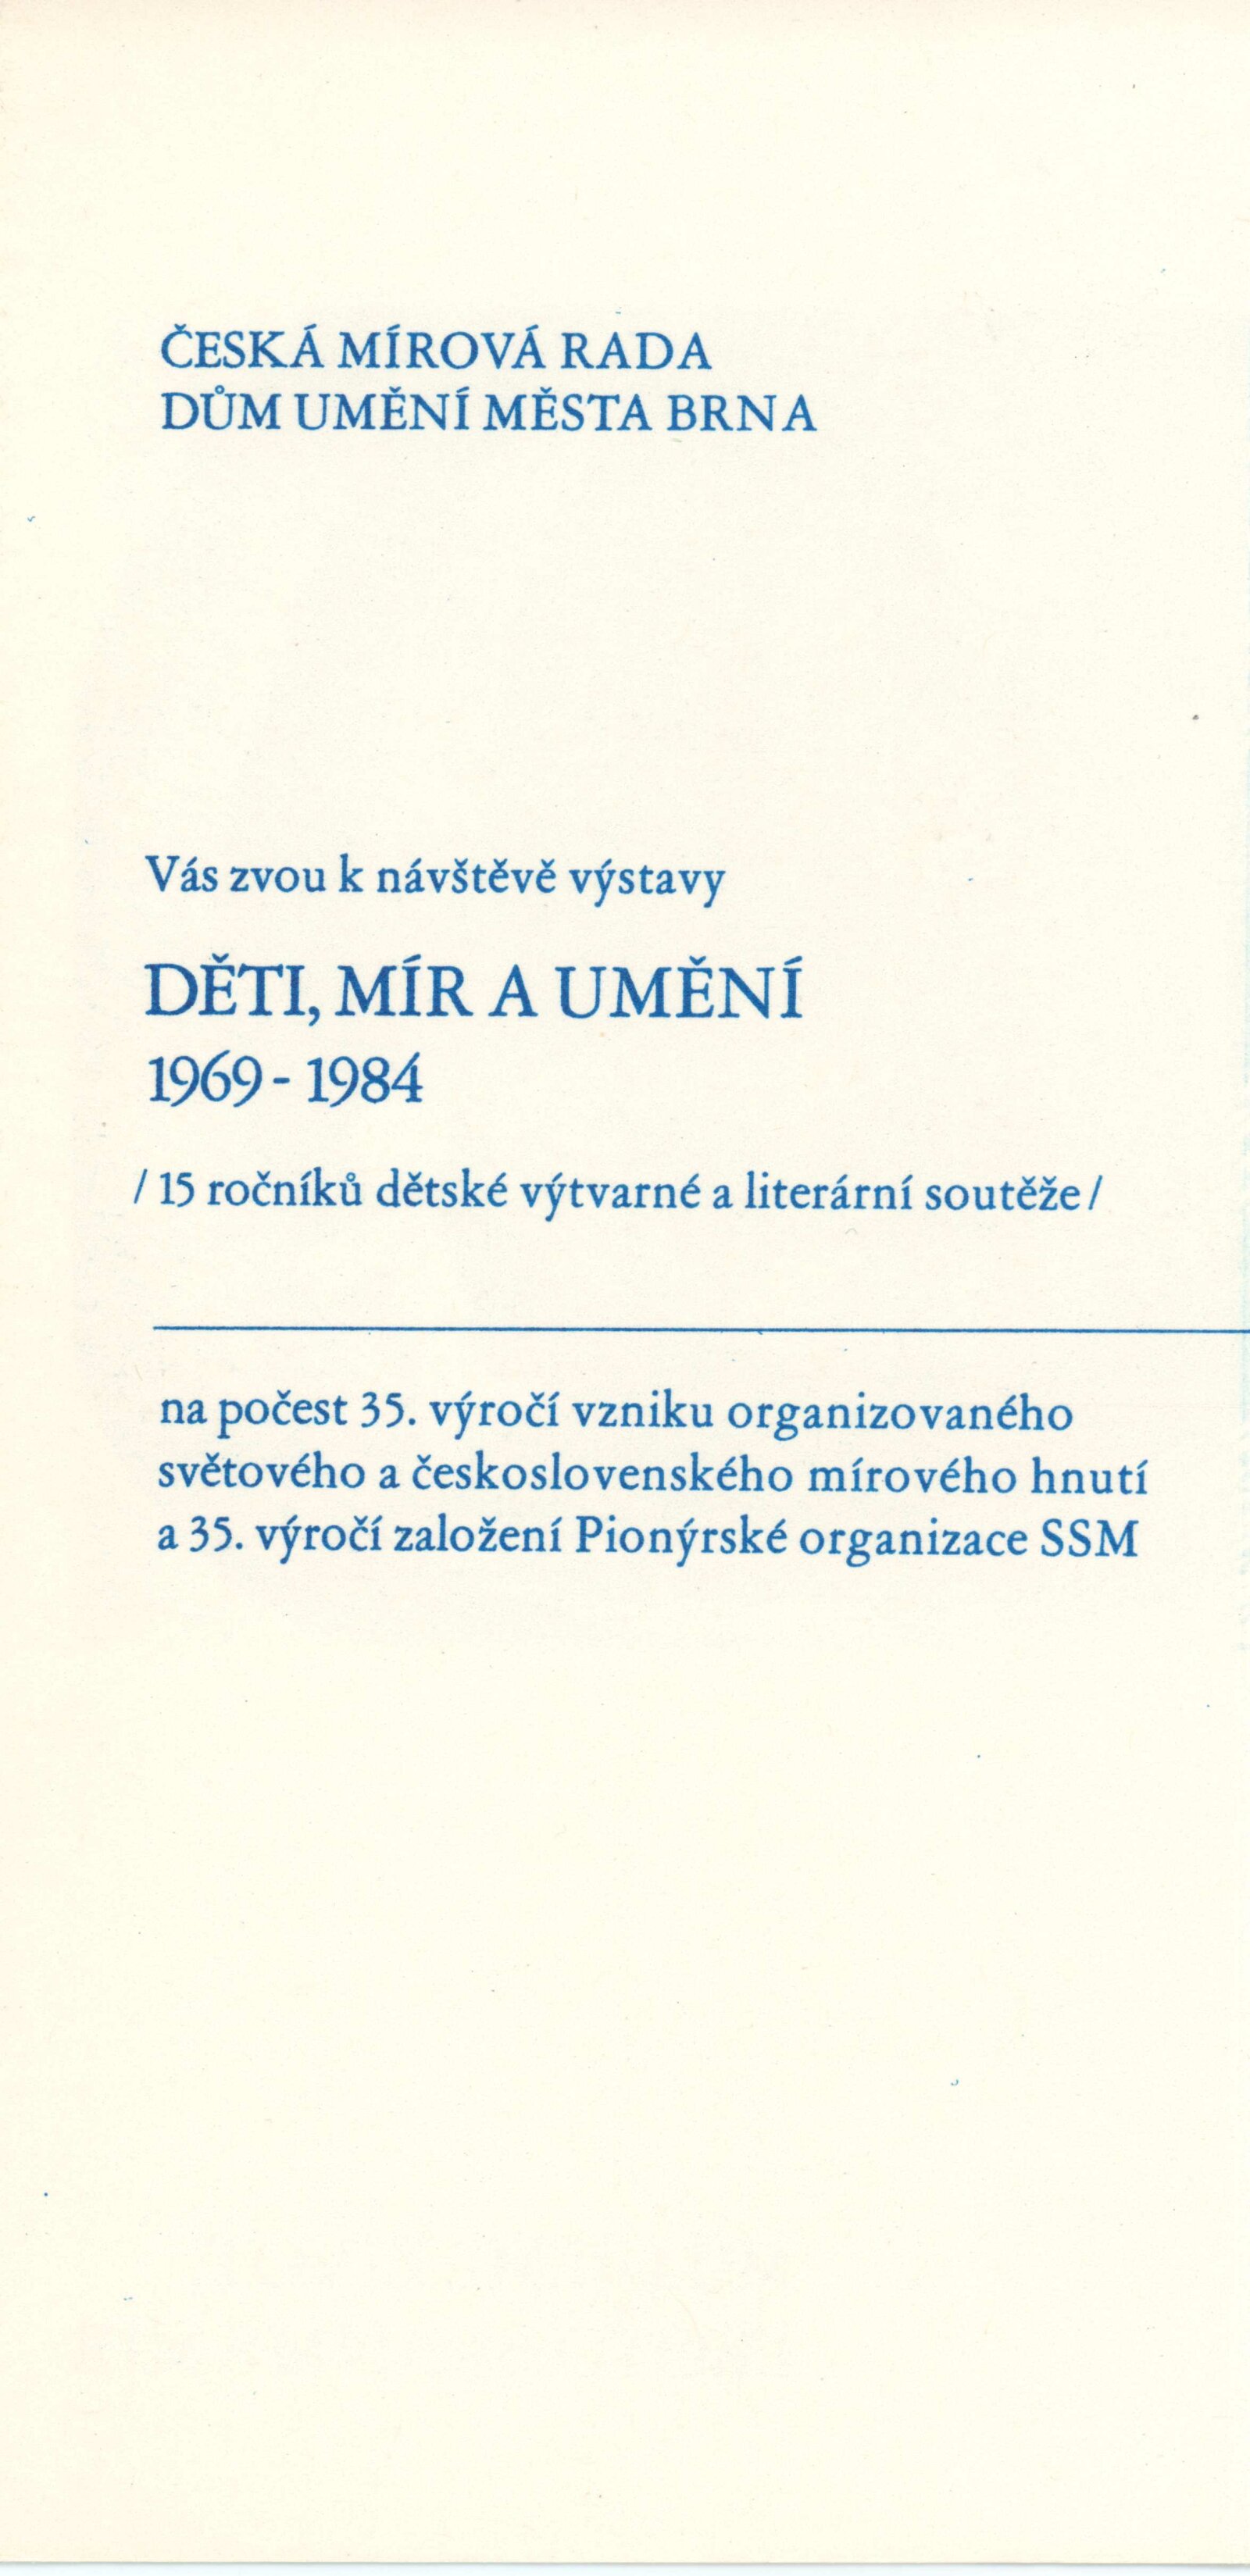 ČESKÁ MÍROVÁ RADA
DŮM UMĚNÍ MĚSTA BRNA
Vás zvou k návštěvě výstavy
DĚTI, MÍR A UMĚNÍ
1969 - 1984
/ 15 ročníků dětské výtvarné a literární soutěže /
na počest 35. výročí vzniku organizovaného
světového a československého mírového hnutí
a 35. výročí založení Pionýrské organizace SSM